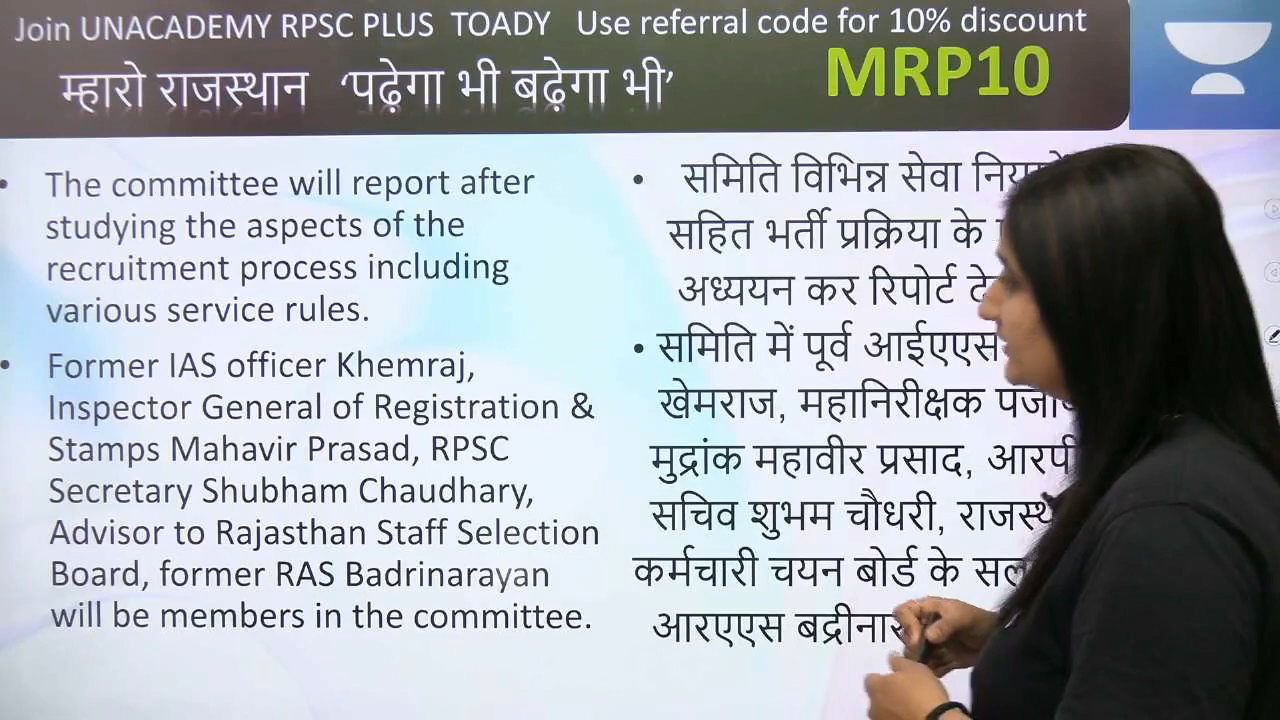 Join UNACADEMY RPSC PLUS TOADY Use referral code for 10% discount
म्हारो राजस्थान ‘पढ़ेगा भी बढ़ेगा भी’ MRP10
• The committee will report after
studying the aspects of the
recruitment process including
various service rules.
• Former IAS officer Khemraj,
Inspector General of Registration &
Stamps Mahavir Prasad, RPSC
Secretary Shubham Chaudhary,
Advisor to Rajasthan Staff Selection
Board, former RAS Badrinarayan
will be members in the committee.
• समिति विभिन्न सेवा
सहित भर्ती प्रक्रिया के
अध्ययन कर रिपोर्ट
• समिति में पूर्व आईएएस
खेमराज, महानिरीक्षक
मुद्रांक महावीर प्रसाद,
सचिव शुभम चौधरी,
कर्मचारी चयन बोर्ड के
आरएएस